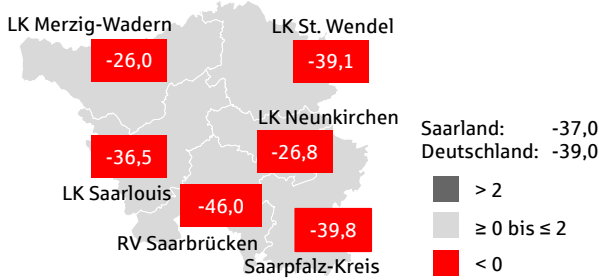 LK Merzig-Wadern
-26,0
LK St. Wendel
-39,1
LK Neunkirchen
-26,8
-36,5
LK Saarlouis
-46,0
RV Saarbrücken
-39,8
Saarpfalz-Kreis
Saarland: -37,0
Deutschland: -39,0
> 2
≥ 0 bis ≤ 2
< 0